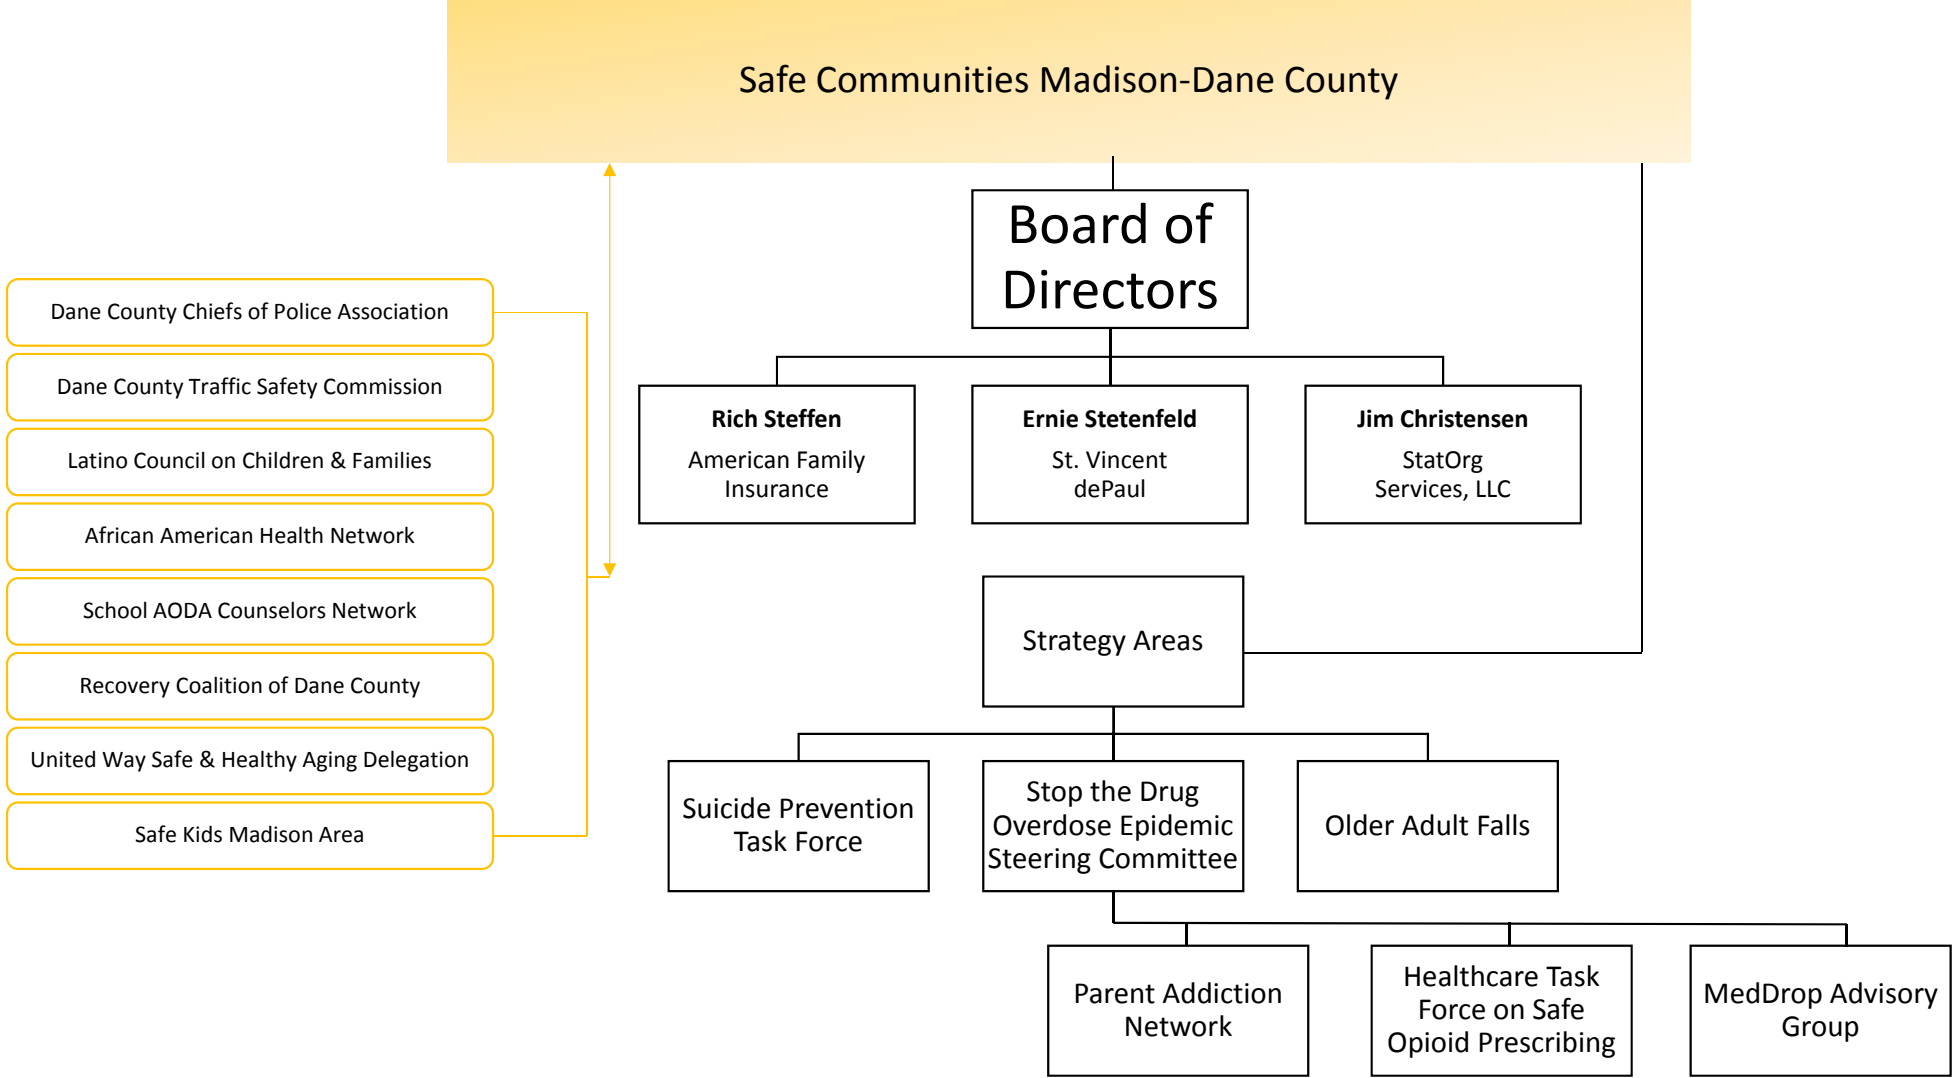 Safe Communities Madison-Dane County
Board of
Directors
Dane County Chiefs of Police Association
Dane County Traffic Safety Commission
Latino Council on Children & Families
African American Health Network
School AODA Counselors Network
Recovery Coalition of Dane County
United Way Safe & Healthy Aging Delegation
Safe Kids Madison Area
Rich Steffen
American Family
Insurance
Ernie Stetenfeld
St. Vincent
dePaul
Jim Christensen
StatOrg
Services, LLC
Strategy Areas
Suicide Prevention
Task Force
Stop the Drug
Overdose Epidemic
Steering Committee
Older Adult Falls
Parent Addiction
Network
Healthcare Task
Force on Safe
Opioid Prescribing
MedDrop Advisory
Group